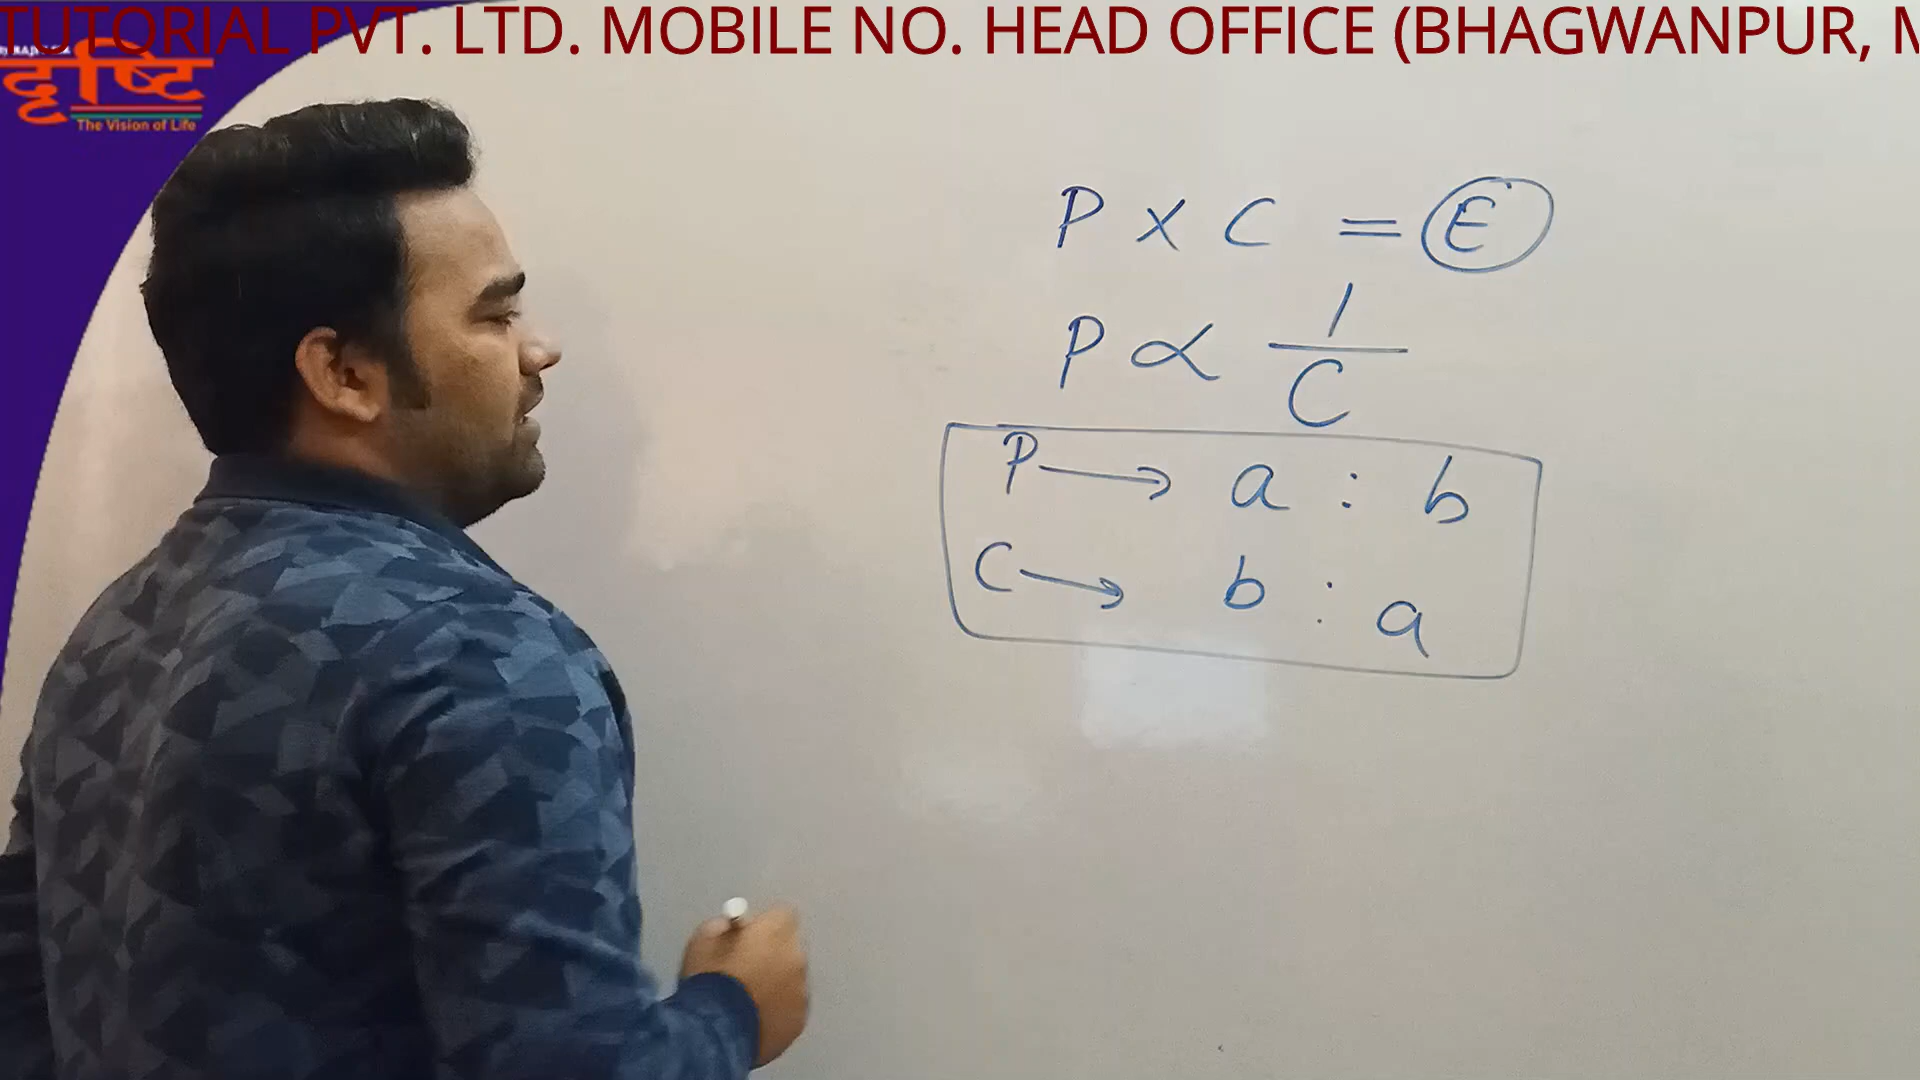 TUTORIAL PVT. LTD. MOBILE NO. HEAD OFFICE (BHAGWANPUR, M
दृष्टि
The Vision of Life
P × C = E
P ∝ 1/C
P → a : b
C → b : a